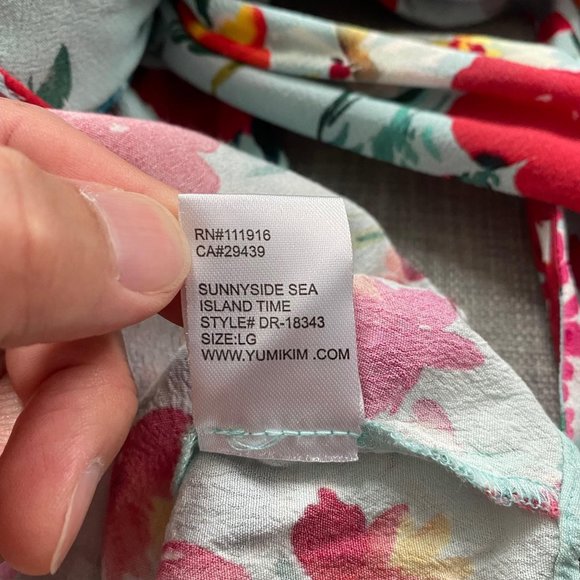 RN#111916
CA#29439
SUNNYSIDE SEA
ISLAND TIME
STYLE# DR-18343
SIZE:LG
WWW.YUMIKIM .COM